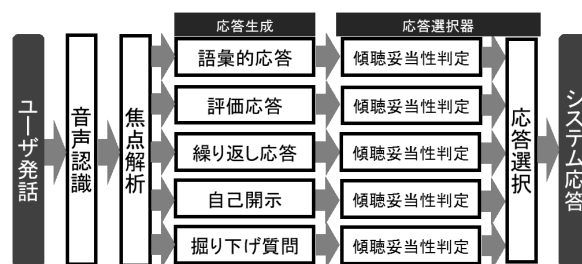 応答生成
応答選択器
ユーザ発話
音声認識
焦点解析
語彙的応答
傾聴妥当性判定
評価応答
傾聴妥当性判定
繰り返し応答
傾聴妥当性判定
自己開示
傾聴妥当性判定
掘り下げ質問
傾聴妥当性判定
応答選択
システム応答